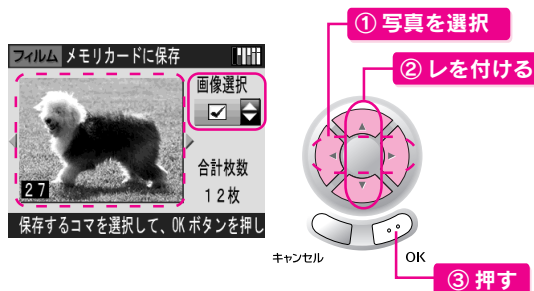 ① 写真を選択
② レを付ける
フィルム メモリカードに保存
画像選択
合計枚数
12枚
27
保存するコマを選択して、OKボタンを押し
キャンセル
OK
③ 押す